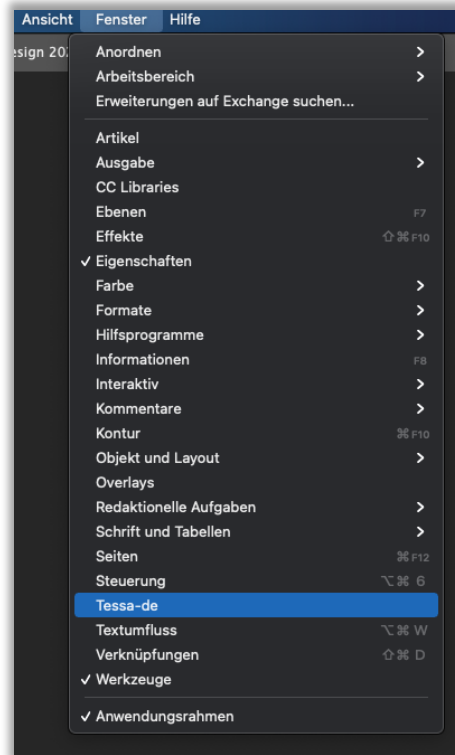 Ansicht Fenster Hilfe
esign 20
Anordnen
Arbeitsbereich
Erweiterungen auf Exchange suchen...
Artikel
Ausgabe
CC Libraries
Ebenen F7
Effekte ⇧⌘F10
✓ Eigenschaften
Farbe
Formate
Hilfsprogramme
Informationen F8
Interaktiv
Kommentare
Kontur ⌘F10
Objekt und Layout
Overlays
Redaktionelle Aufgaben
Schrift und Tabellen
Seiten ⌘F12
Steuerung ⌥⌘ 6
Tessa-de
Textumfluss ⌥⌘ W
Verknüpfungen ⇧⌘ D
✓ Werkzeuge
✓ Anwendungsrahmen